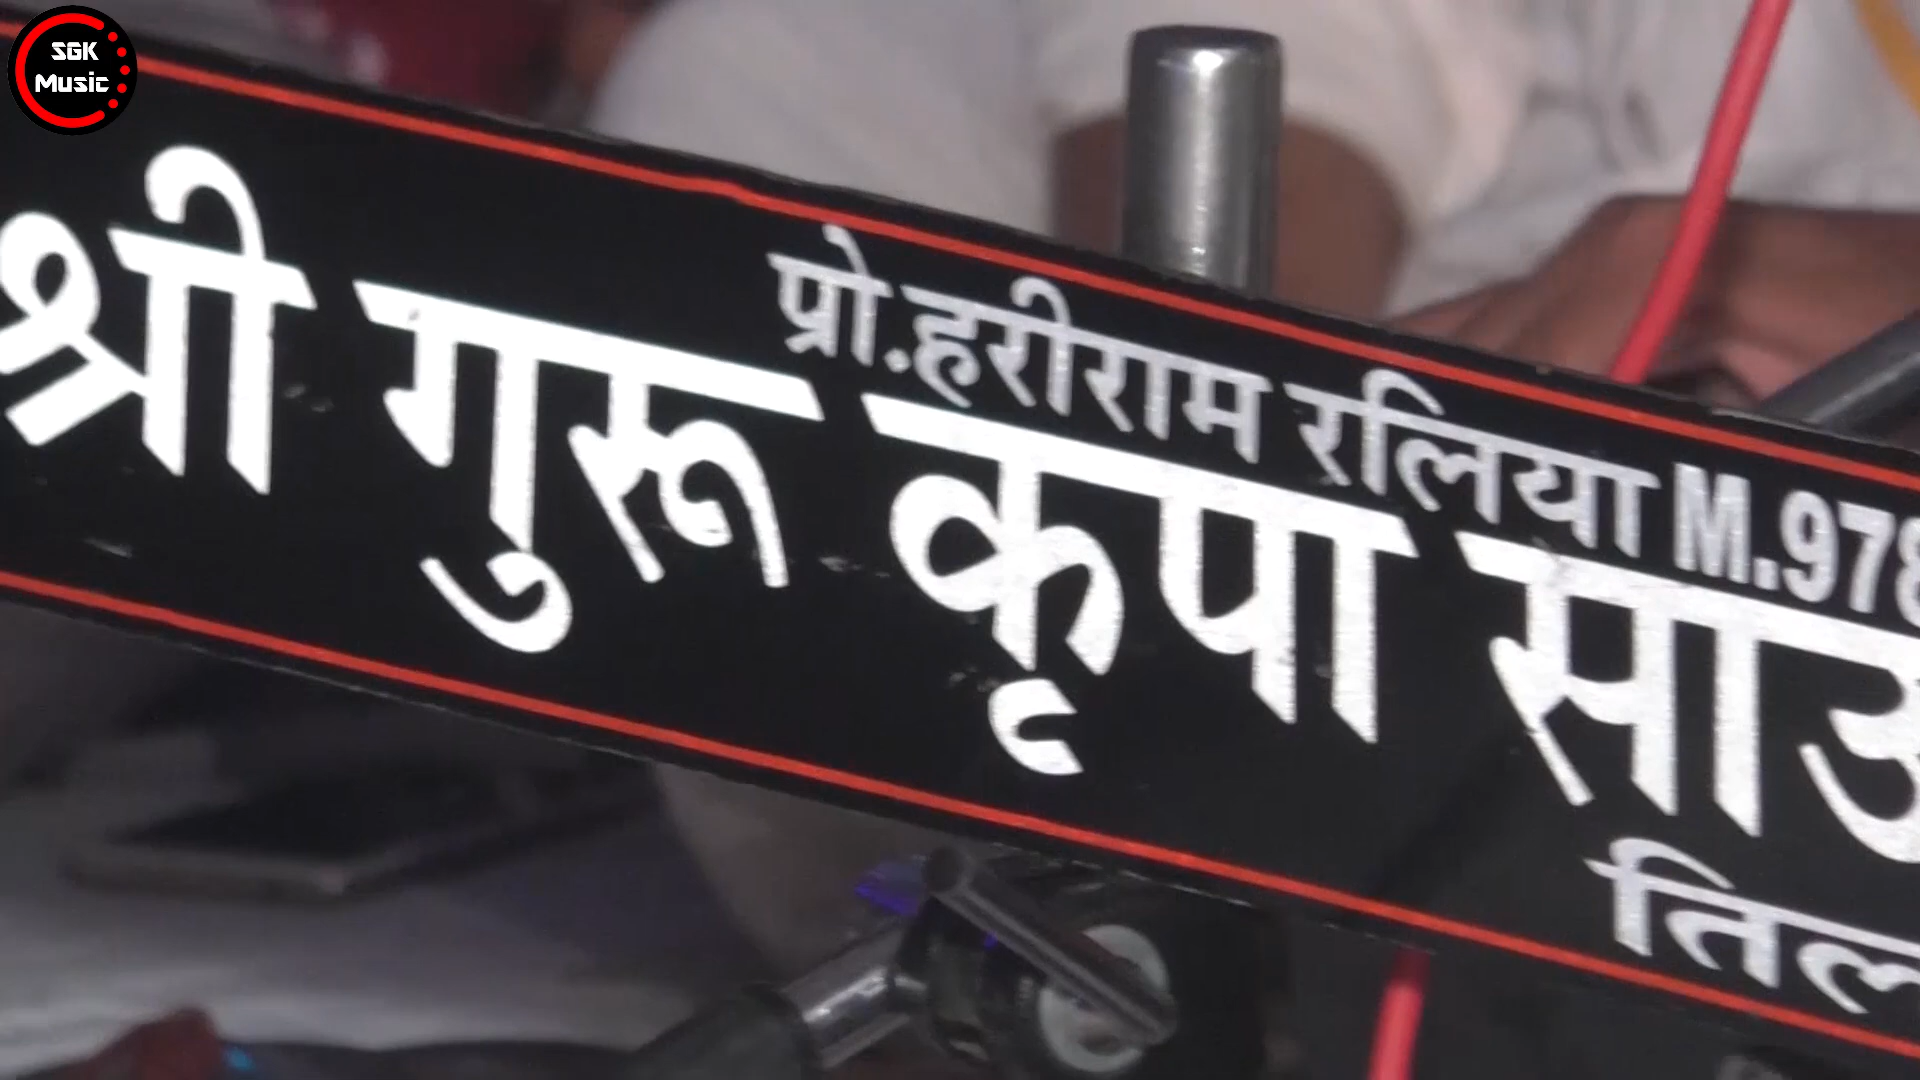 SGK
Music
प्रो.हरीराम रलिया M.978
श्री गुरू कृपा साउ
तिल